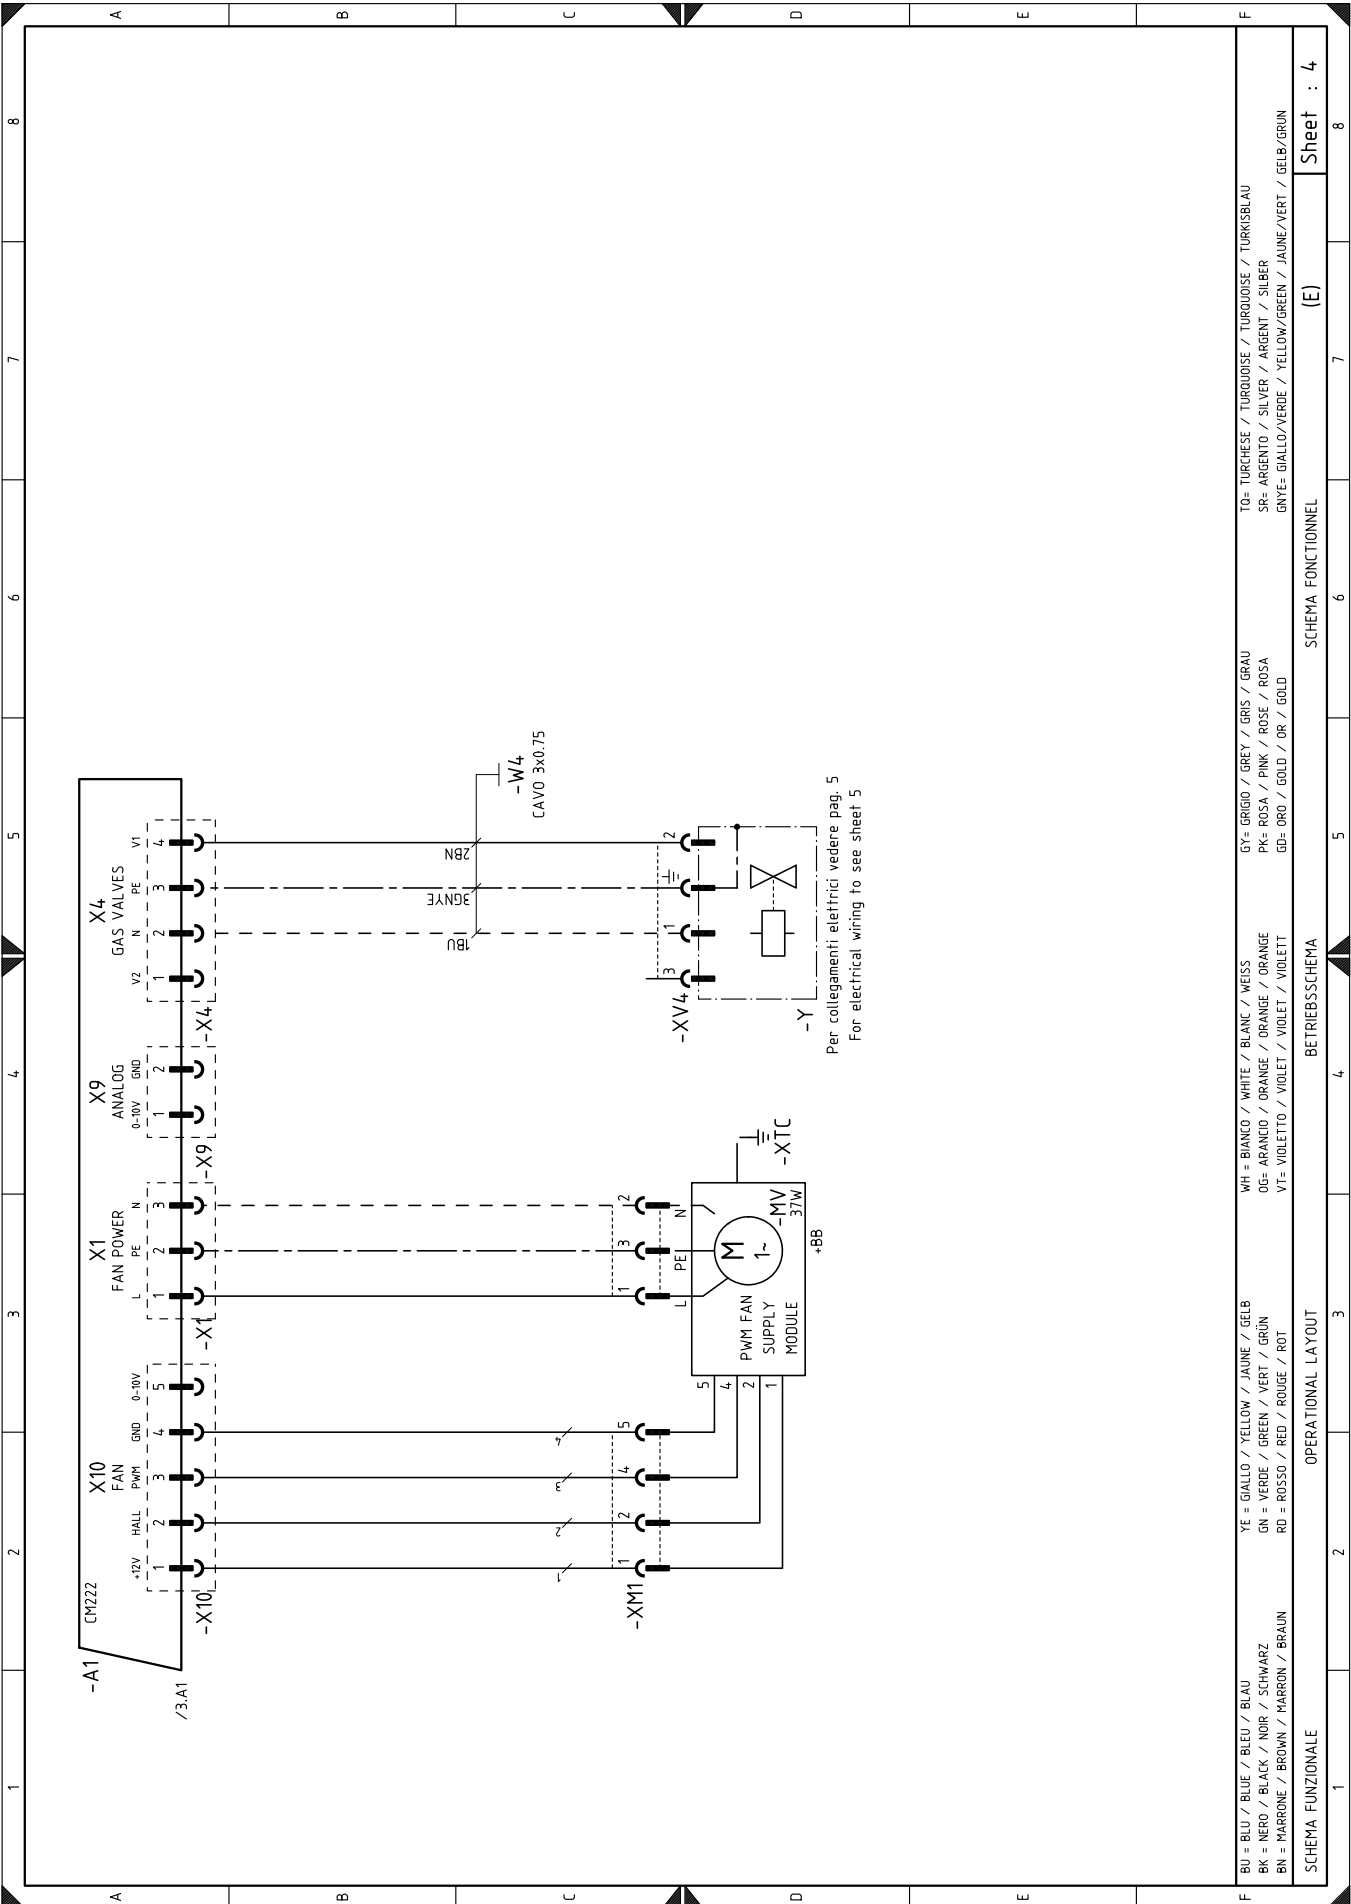 1 2 3 4 5 6 7 8
A
B
C
D
E
F
-A1
CM222
/3.A1
X10
FAN
+12V HALL PWM GND 0-10V
1 2 3 4 5
-X10
X1
FAN POWER
L PE N
1 2 3
-X1
X9
ANALOG
0-10V GND
1 2
-X9
X4
GAS VALVES
V2 N PE V1
1 2 3 4
-X4
1BU 3GNYE 2BN
-W4
CAVO 3x0.75
1 2 3 4
-XM1
1 2 4 5
1 3 2
L PE N
5
4
2
1
PWM FAN
SUPPLY
MODULE
M
1~
-MV
37W
+BB
-XTC
-XV4
3 1 2
-Y
Per collegamenti elettrici vedere pag. 5
For electrical wiring to see sheet 5
BU = BLU / BLUE / BLEU / BLAU
BK = NERO / BLACK / NOIR / SCHWARZ
BN = MARRONE / BROWN / MARRON / BRAUN
YE = GIALLO / YELLOW / JAUNE / GELB
GN = VERDE / GREEN / VERT / GRÜN
RD = ROSSO / RED / ROUGE / ROT
WH = BIANCO / WHITE / BLANC / WEISS
OG= ARANCIO / ORANGE / ORANGE / ORANGE
VT= VIOLETTO / VIOLET / VIOLET / VIOLETT
GY= GRIGIO / GREY / GRIS / GRAU
PK= ROSA / PINK / ROSE / ROSA
GD= ORO / GOLD / OR / GOLD
TQ= TURCHESE / TURQUOISE / TURQUOISE / TURKISBLAU
SR= ARGENTO / SILVER / ARGENT / SILBER
GNYE= GIALLO/VERDE / YELLOW/GREEN / JAUNE/VERT / GELB/GRUN
SCHEMA FUNZIONALE
OPERATIONAL LAYOUT
BETRIEBSSCHEMA
SCHEMA FONCTIONNEL
(E)
Sheet : 4
1 2 3 4 5 6 7 8
A
B
C
D
E
F